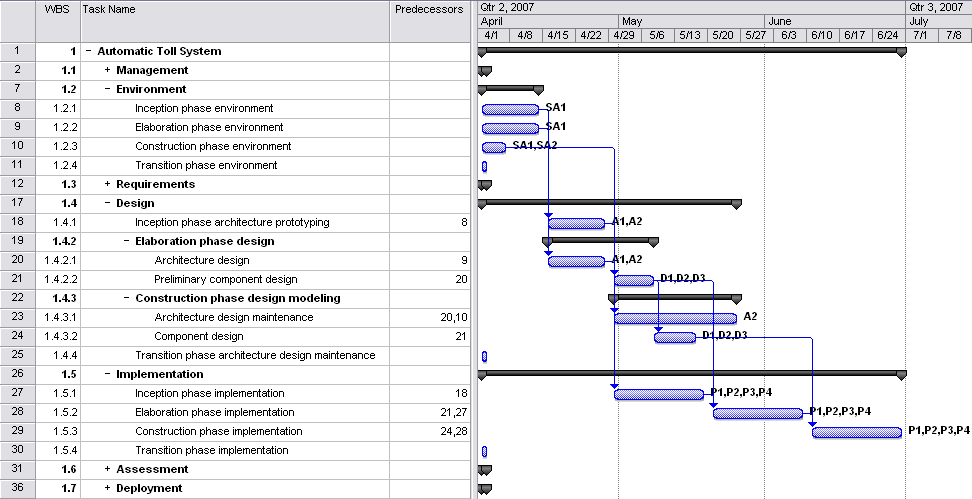 Qtr 2, 2007 Qtr 3, 2007
WBS Task Name Predecessors April May June July
4/1 4/8 4/15 4/22 4/29 5/6 5/13 5/20 5/27 6/3 6/10 6/17 6/24 7/1 7/8
1 1 − Automatic Toll System
2 1.1 + Management
7 1.2 − Environment
8 1.2.1 Inception phase environment SA1
9 1.2.2 Elaboration phase environment SA1
10 1.2.3 Construction phase environment SA1,SA2
11 1.2.4 Transition phase environment
12 1.3 + Requirements
17 1.4 − Design
18 1.4.1 Inception phase architecture prototyping 8 A1,A2
19 1.4.2 − Elaboration phase design
20 1.4.2.1 Architecture design 9 A1,A2
21 1.4.2.2 Preliminary component design 20 D1,D2,D3
22 1.4.3 − Construction phase design modeling
23 1.4.3.1 Architecture design maintenance 20,10 A2
24 1.4.3.2 Component design 21 D1,D2,D3
25 1.4.4 Transition phase architecture design maintenance
26 1.5 − Implementation
27 1.5.1 Inception phase implementation 18 P1,P2,P3,P4
28 1.5.2 Elaboration phase implementation 21,27 P1,P2,P3,P4
29 1.5.3 Construction phase implementation 24,28 P1,P2,P3,P4
30 1.5.4 Transition phase implementation
31 1.6 + Assessment
36 1.7 + Deployment